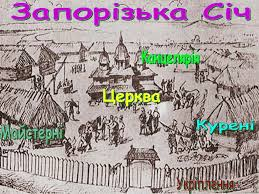 Запорізька Січ
Канцелярія
Церква
Майстерні
Курені
Укріплення